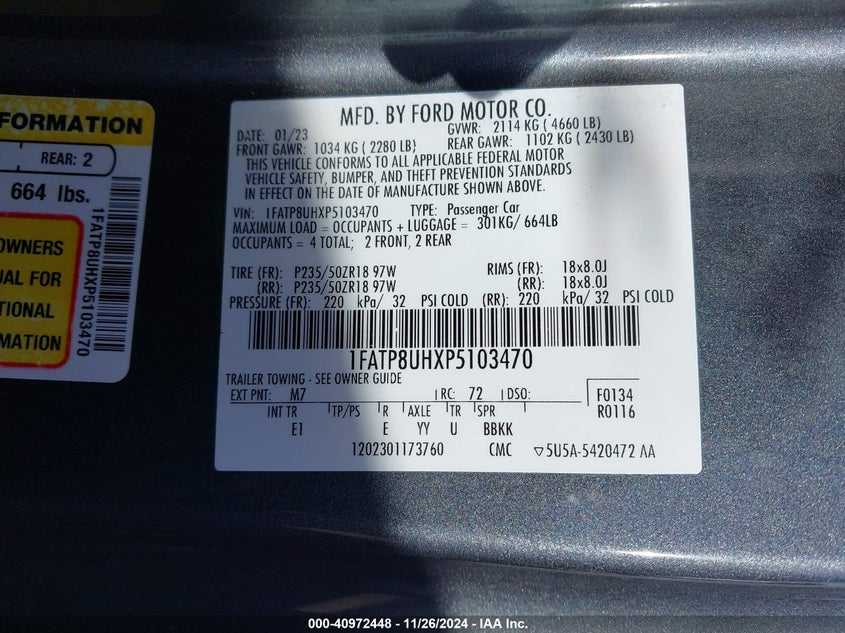 FORMATION
REAR: 2
664 lbs.
OWNERS
UAL FOR
TIONAL
RMATION
1FATP8UHXP5103470
MFD. BY FORD MOTOR CO.
DATE: 01/23 GVWR: 2114 KG ( 4660 LB)
FRONT GAWR: 1034 KG ( 2280 LB) REAR GAWR: 1102 KG ( 2430 LB)
THIS VEHICLE CONFORMS TO ALL APPLICABLE FEDERAL MOTOR
VEHICLE SAFETY, BUMPER, AND THEFT PREVENTION STANDARDS
IN EFFECT ON THE DATE OF MANUFACTURE SHOWN ABOVE.
VIN: 1FATP8UHXP5103470 TYPE: Passenger Car
MAXIMUM LOAD = OCCUPANTS + LUGGAGE = 301KG/ 664LB
OCCUPANTS = 4 TOTAL; 2 FRONT, 2 REAR
TIRE (FR): P235/50ZR18 97W RIMS (FR): 18x8.0J
(RR): P235/50ZR18 97W (RR): 18x8.0J
PRESSURE (FR): 220 kPa/ 32 PSI COLD (RR): 220 kPa/ 32 PSI COLD
1FATP8UHXP5103470
TRAILER TOWING - SEE OWNER GUIDE
EXT PNT: M7 RC: 72 DSO: F0134
R0116
INT TR TP/PS R AXLE TR SPR
E1 E YY U BBKK
1202301173760 CMC ▽5U5A-5420472 AA
000-40972448 - 11/26/2024 - IAA Inc.